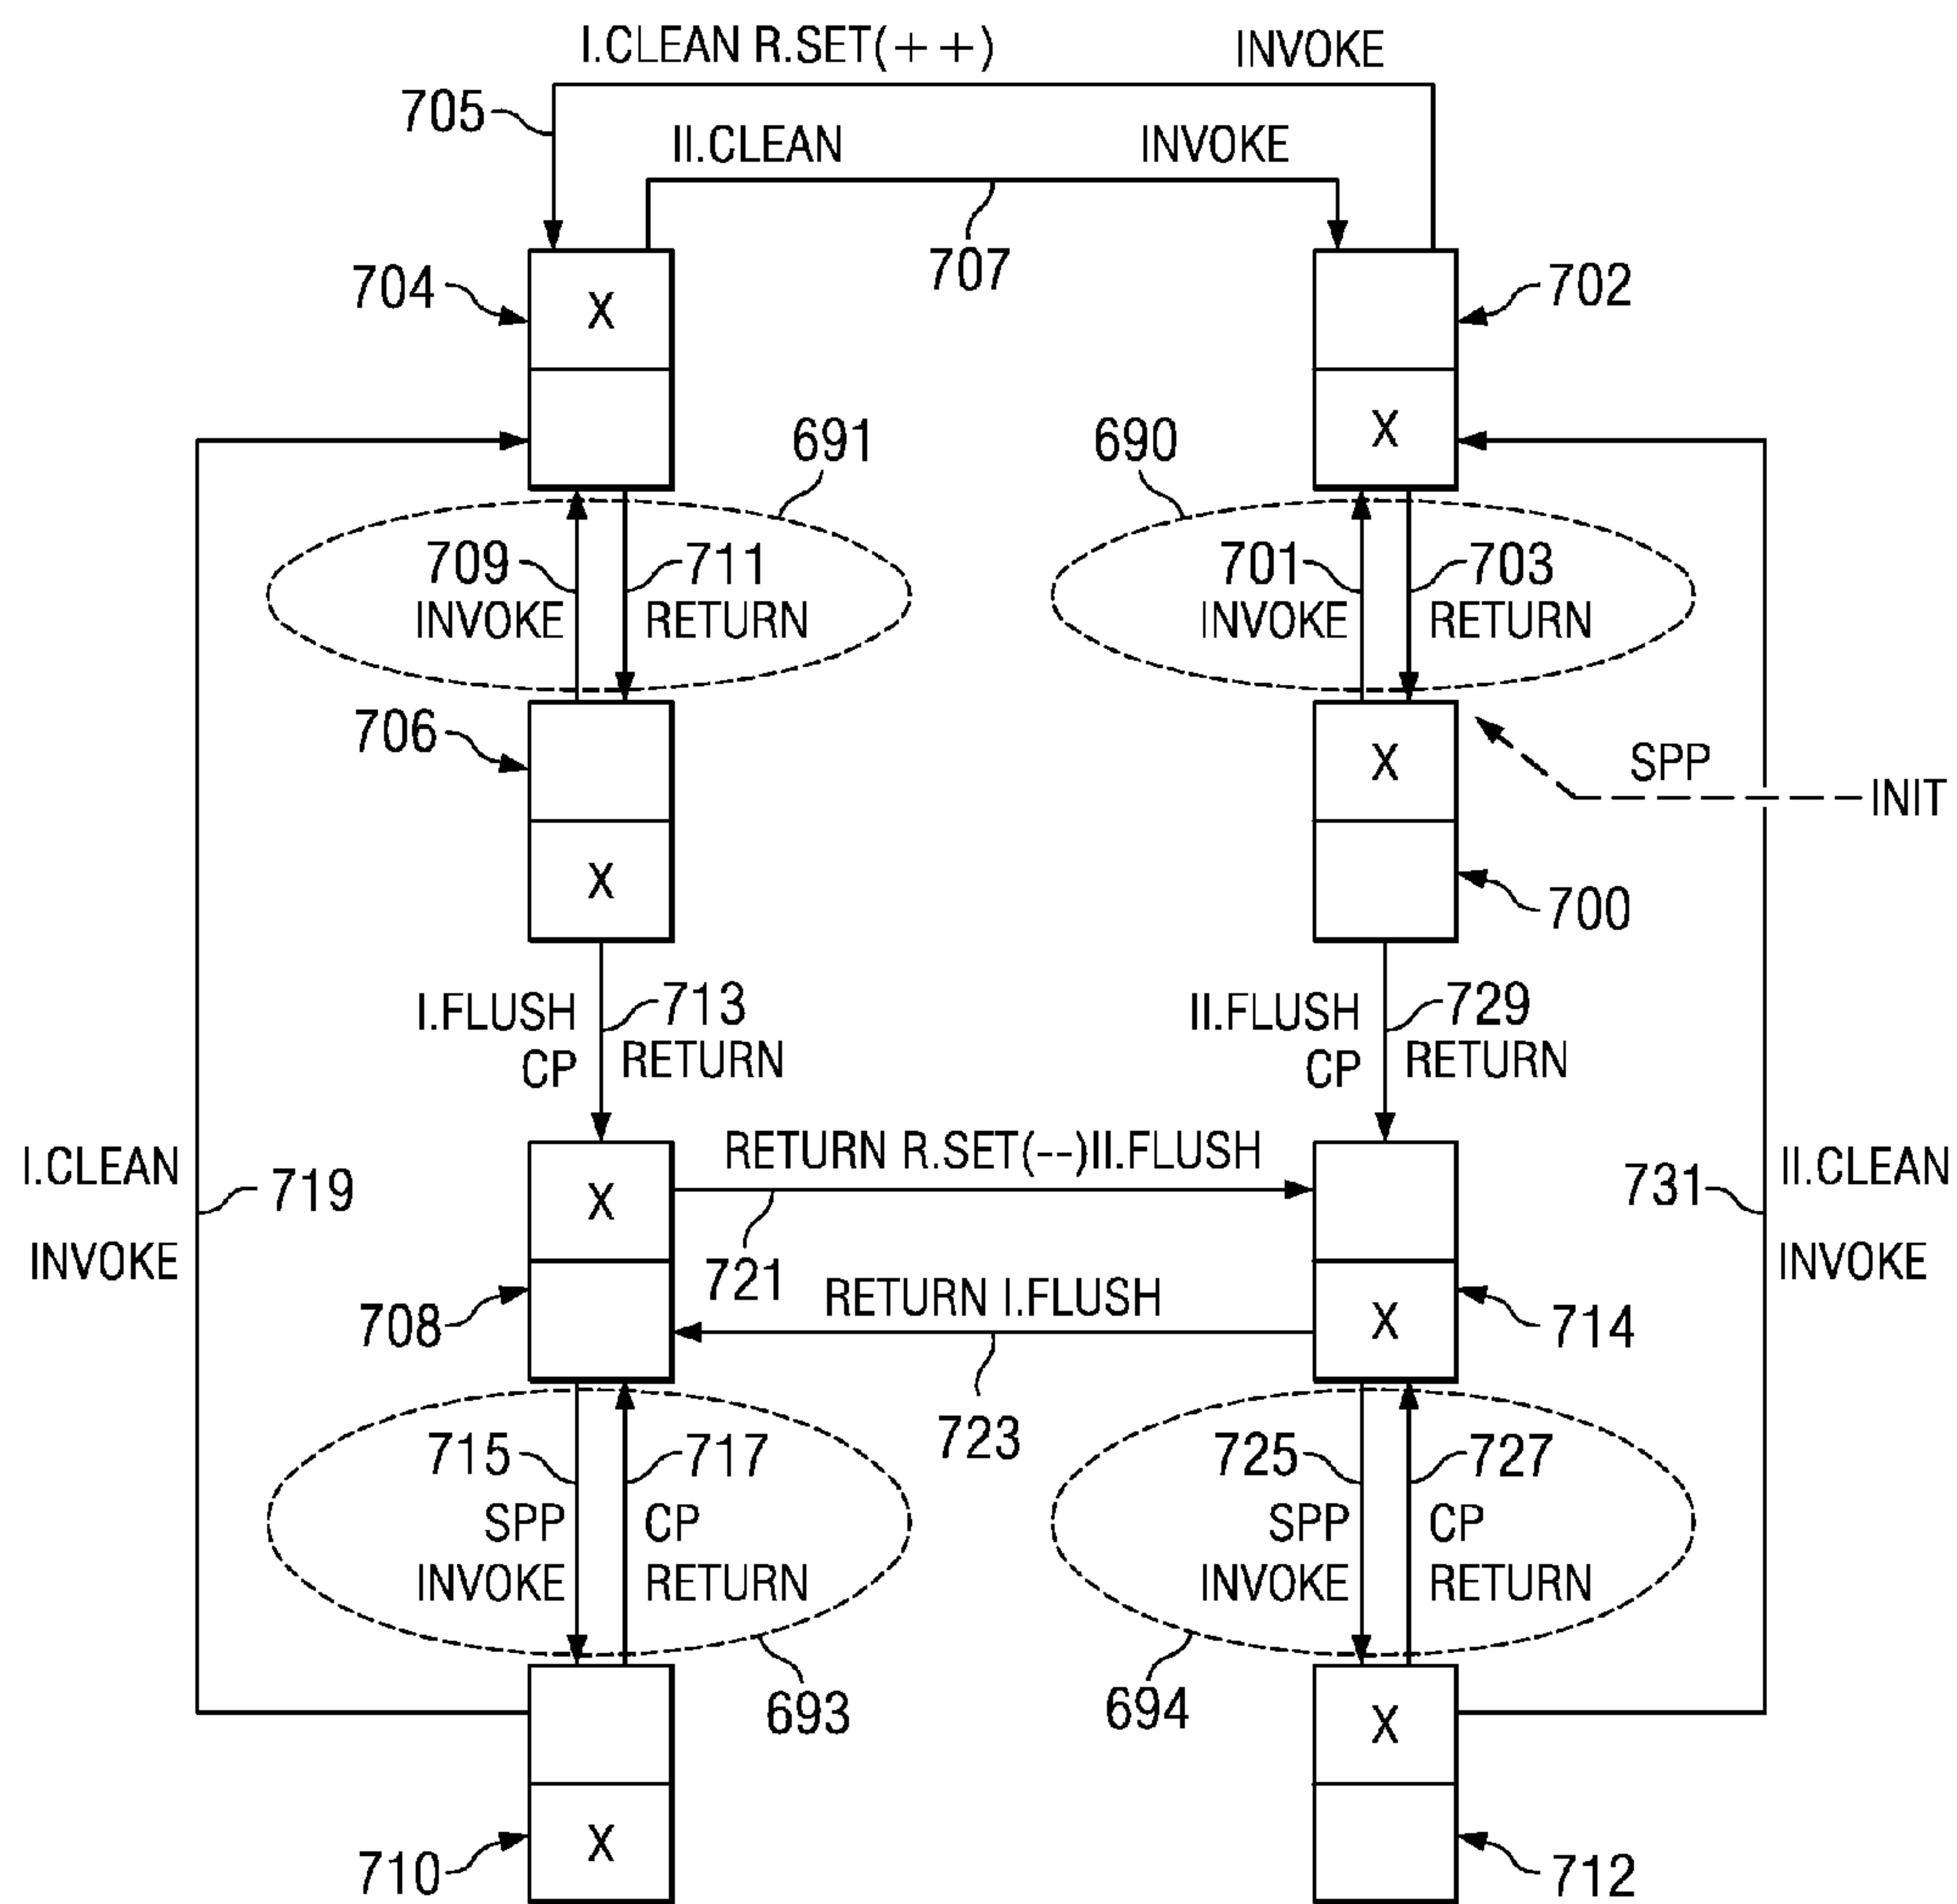 I.CLEAN R.SET(++) INVOKE
705
II.CLEAN INVOKE
707
704 X
702
X
691
690
709 711
INVOKE RETURN
701 703
INVOKE RETURN
706
X
X
SPP
INIT
700
I.FLUSH 713
CP RETURN
II.FLUSH 729
CP RETURN
I.CLEAN
719
INVOKE
X
RETURN R.SET(--)II.FLUSH
721
708
RETURN I.FLUSH
723
X
714
731
II.CLEAN
INVOKE
715 717
SPP CP
INVOKE RETURN
725 727
SPP CP
INVOKE RETURN
693
694
X
X
710
712